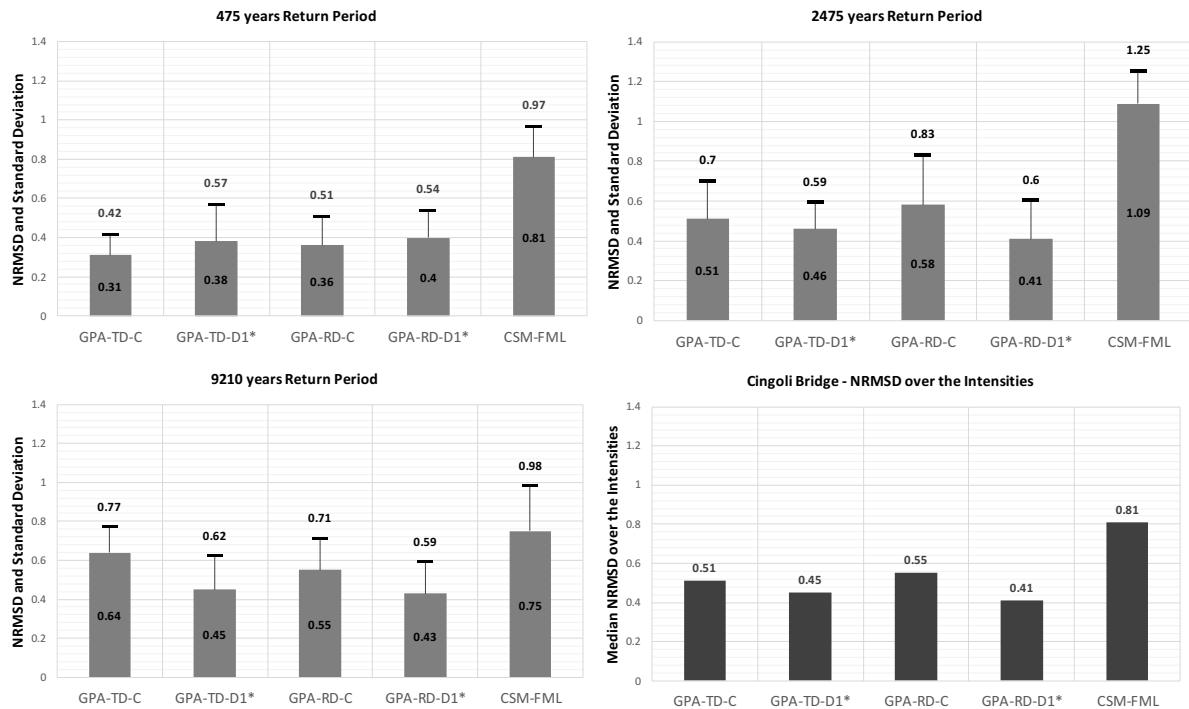 475 years Return Period
NRMSD and Standard Deviation
1.4
1.2
1
0.8
0.6
0.4
0.2
0
0.42
0.57
0.51
0.54
0.97
0.31
0.38
0.36
0.4
0.81
GPA-TD-C
GPA-TD-D1*
GPA-RD-C
GPA-RD-D1*
CSM-FML
2475 years Return Period
NRMSD and Standard Deviation
1.4
1.2
1
0.8
0.6
0.4
0.2
0
0.7
0.59
0.83
0.6
1.25
0.51
0.46
0.58
0.41
1.09
GPA-TD-C
GPA-TD-D1*
GPA-RD-C
GPA-RD-D1*
CSM-FML
9210 years Return Period
NRMSD and Standard Deviation
1.4
1.2
1
0.8
0.6
0.4
0.2
0
0.77
0.62
0.71
0.59
0.98
0.64
0.45
0.55
0.43
0.75
GPA-TD-C
GPA-TD-D1*
GPA-RD-C
GPA-RD-D1*
CSM-FML
Cingoli Bridge - NRMSD over the Intensities
Median NRMSD over the Intensities
1.4
1.2
1
0.8
0.6
0.4
0.2
0
0.51
0.45
0.55
0.41
0.81
GPA-TD-C
GPA-TD-D1*
GPA-RD-C
GPA-RD-D1*
CSM-FML